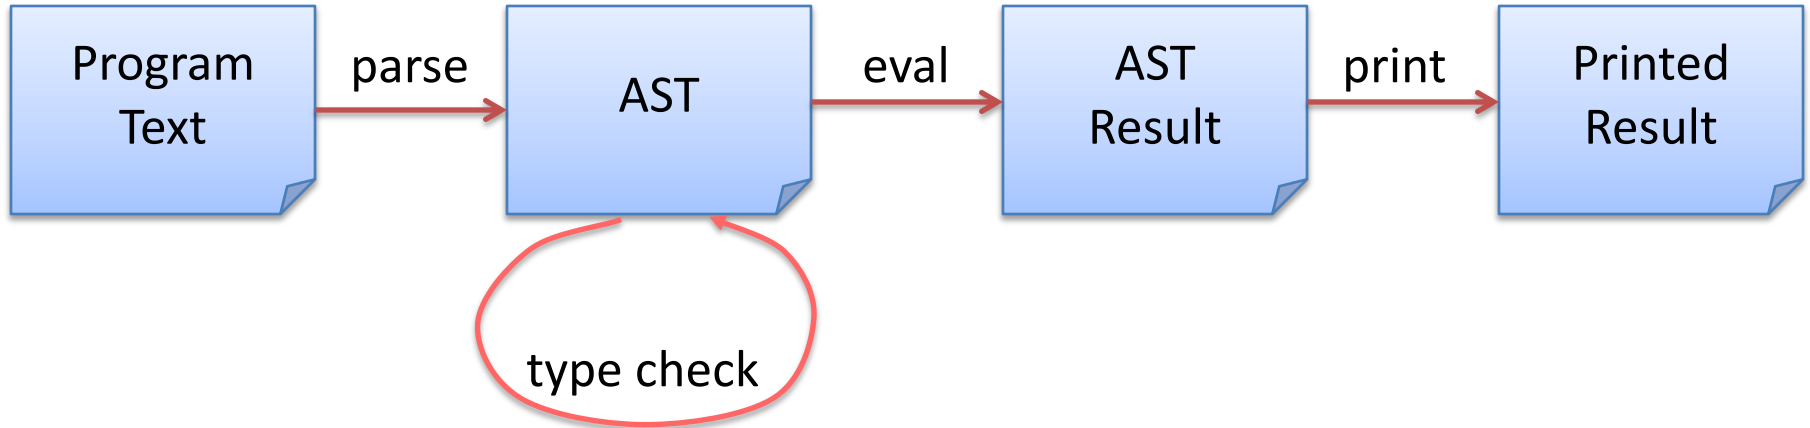 Program
Text
parse
AST
eval
AST
Result
print
Printed
Result
type check